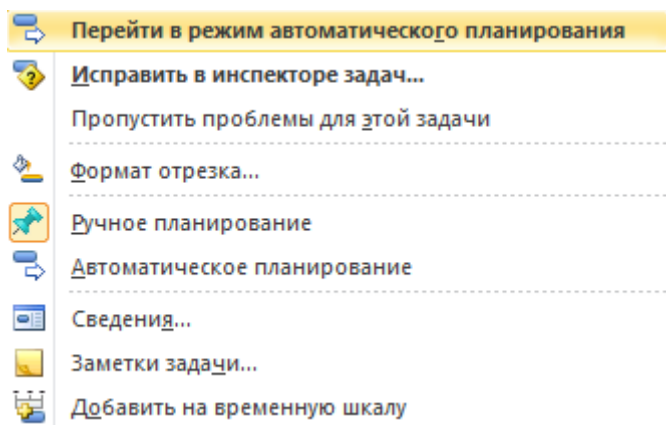 Перейти в режим автоматического планирования
Исправить в инспекторе задач...
Пропустить проблемы для этой задачи
Формат отрезка...
Ручное планирование
Автоматическое планирование
Сведения...
Заметки задачи...
Добавить на временную шкалу